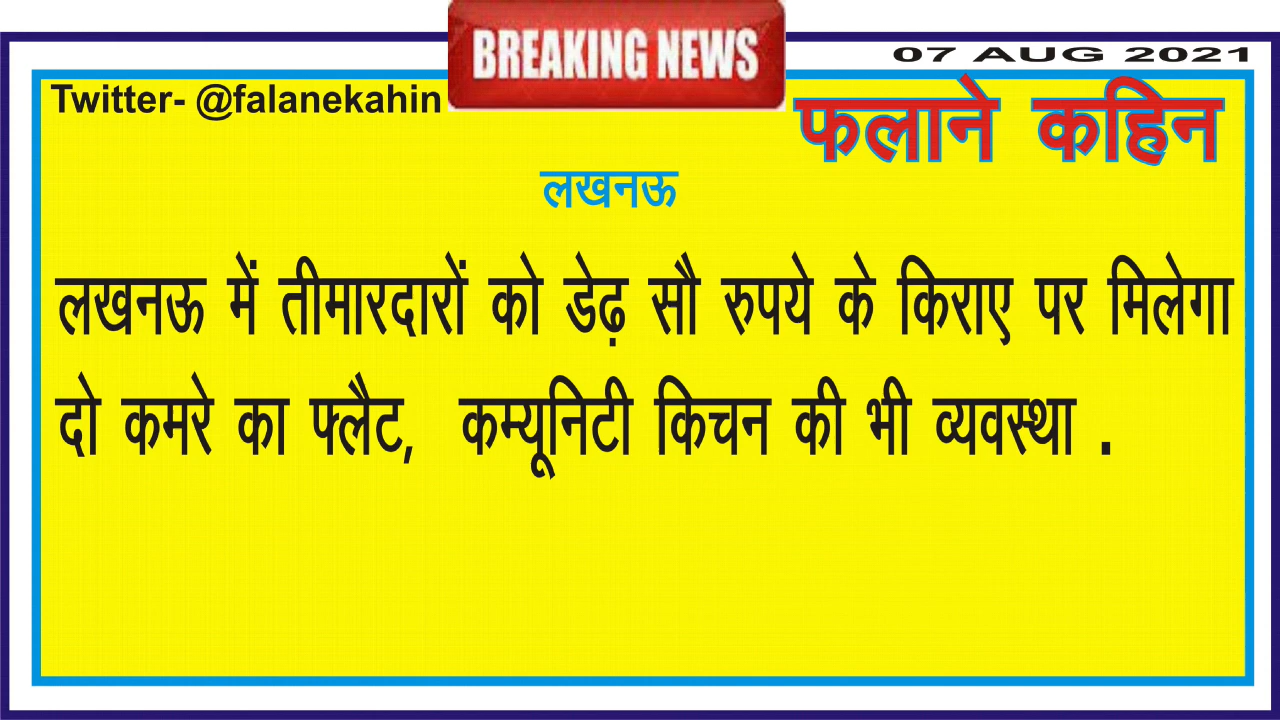 BREAKING NEWS
07 AUG 2021
Twitter- @falanekahin
फलाने कहिन
लखनऊ
लखनऊ में तीमारदारों को डेढ़ सौ रुपये के किराए पर मिलेगा
दो कमरे का फ्लैट, कम्यूनिटी किचन की भी व्यवस्था .